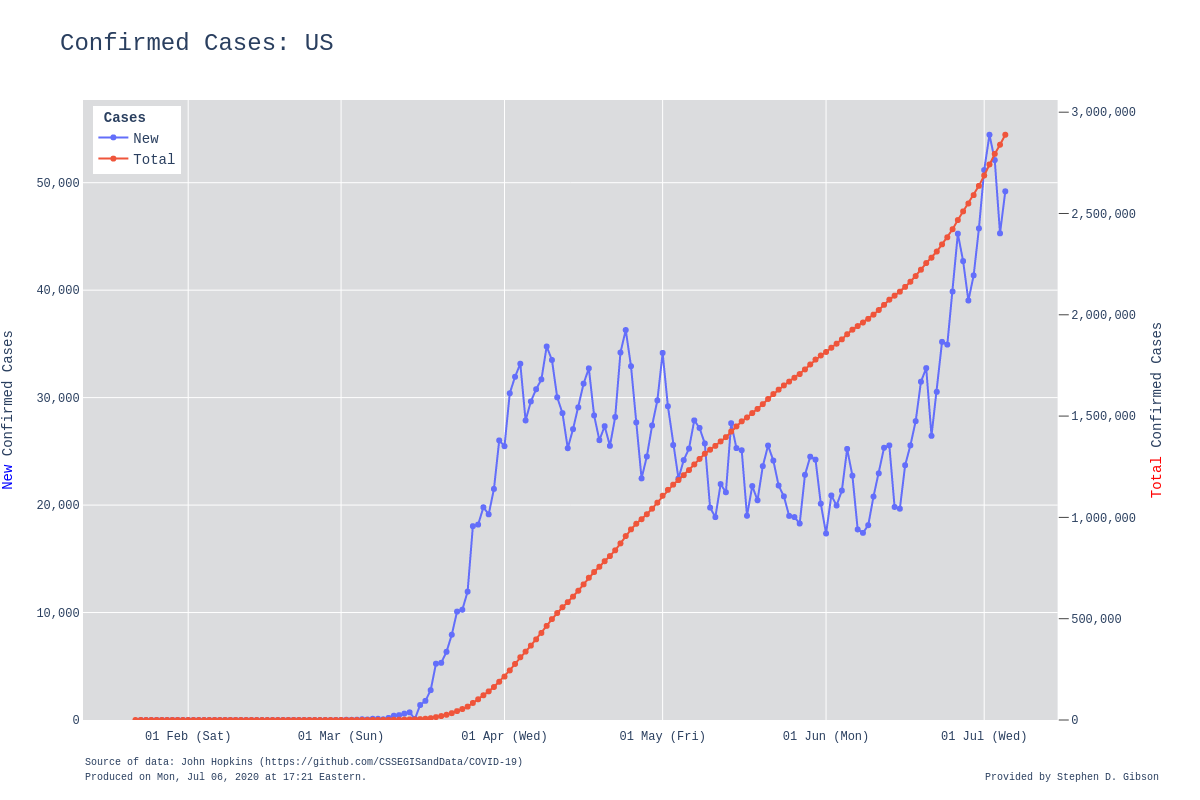 Confirmed Cases: US
Cases
New
Total
50,000
40,000
30,000
20,000
10,000
0
New Confirmed Cases
3,000,000
2,500,000
2,000,000
1,500,000
1,000,000
500,000
0
Total Confirmed Cases
01 Feb (Sat) 01 Mar (Sun) 01 Apr (Wed) 01 May (Fri) 01 Jun (Mon) 01 Jul (Wed)
Source of data: John Hopkins (https://github.com/CSSEGISandData/COVID-19)
Produced on Mon, Jul 06, 2020 at 17:21 Eastern.
Provided by Stephen D. Gibson